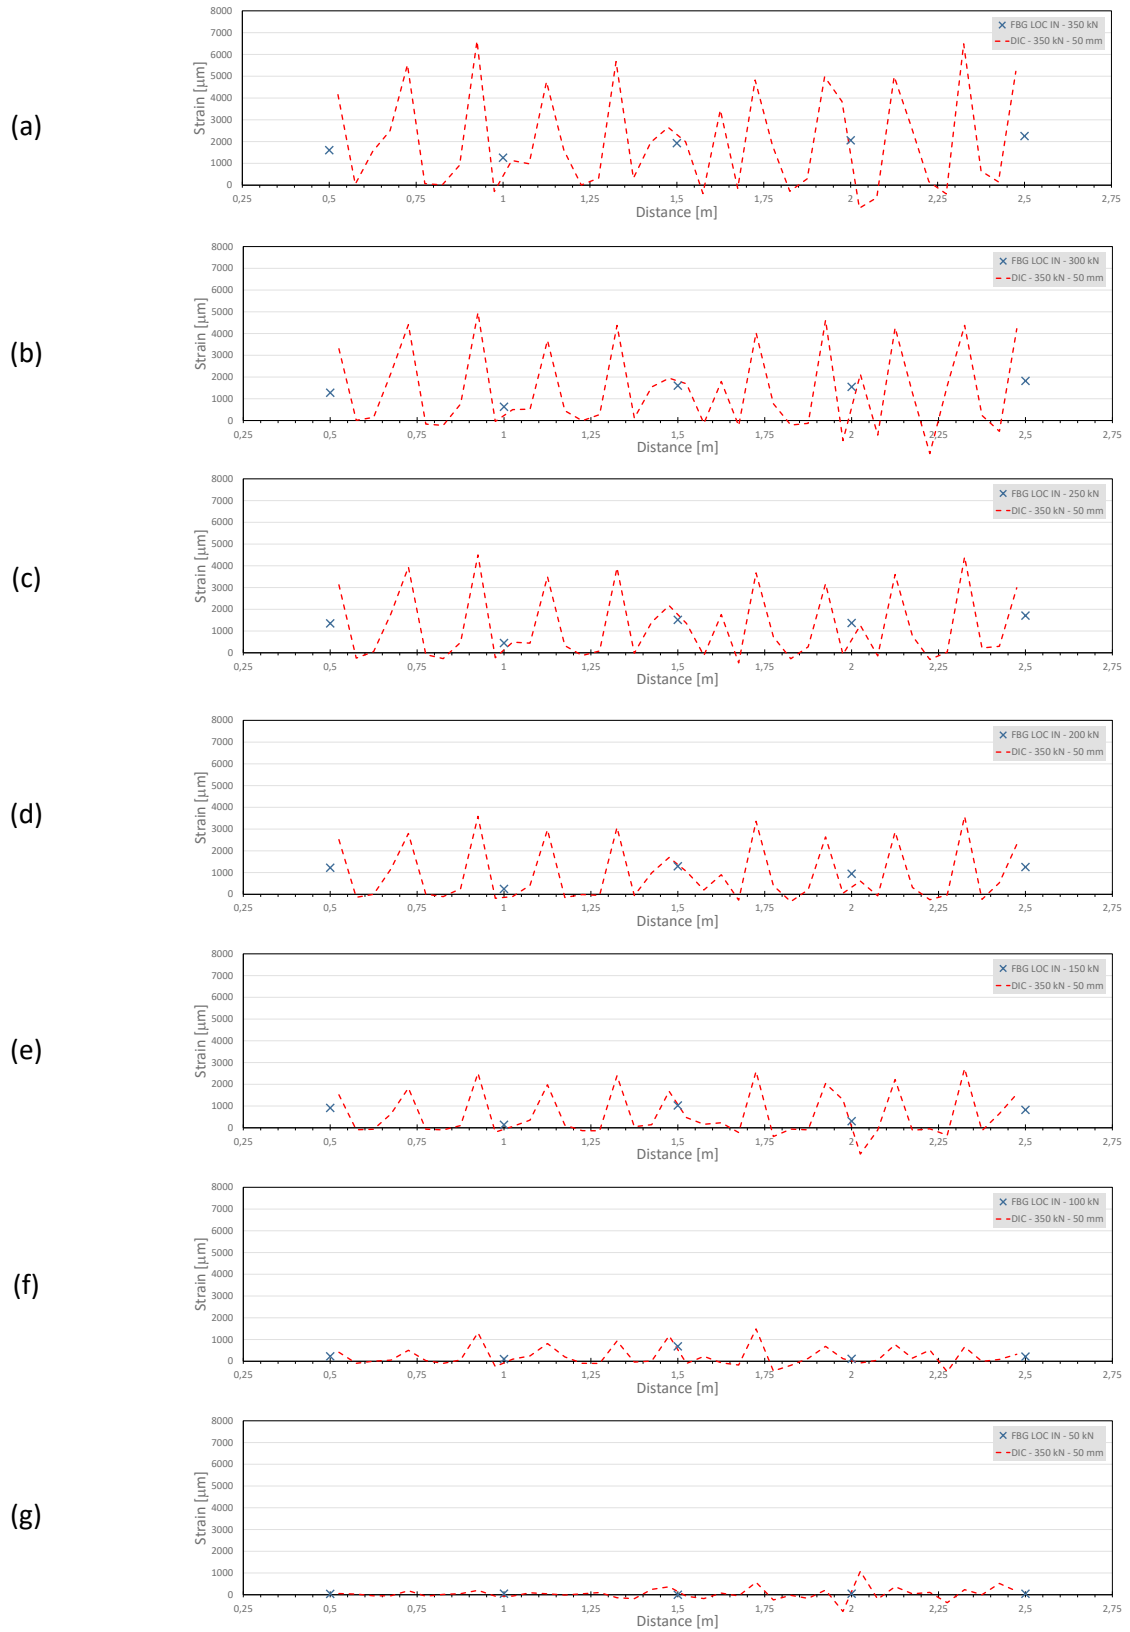 (a)
Strain [μm]
8000
7000
6000
5000
4000
3000
2000
1000
0
FBG LOC IN - 350 kN
DIC - 350 kN - 50 mm
0,25 0,5 0,75 1 1,25 1,5 1,75 2 2,25 2,5 2,75
Distance [m]
(b)
Strain [μm]
8000
7000
6000
5000
4000
3000
2000
1000
0
FBG LOC IN - 300 kN
DIC - 350 kN - 50 mm
0,25 0,5 0,75 1 1,25 1,5 1,75 2 2,25 2,5 2,75
Distance [m]
(c)
Strain [μm]
8000
7000
6000
5000
4000
3000
2000
1000
0
FBG LOC IN - 250 kN
DIC - 350 kN - 50 mm
0,25 0,5 0,75 1 1,25 1,5 1,75 2 2,25 2,5 2,75
Distance [m]
(d)
Strain [μm]
8000
7000
6000
5000
4000
3000
2000
1000
0
FBG LOC IN - 200 kN
DIC - 350 kN - 50 mm
0,25 0,5 0,75 1 1,25 1,5 1,75 2 2,25 2,5 2,75
Distance [m]
(e)
Strain [μm]
8000
7000
6000
5000
4000
3000
2000
1000
0
FBG LOC IN - 150 kN
DIC - 350 kN - 50 mm
0,25 0,5 0,75 1 1,25 1,5 1,75 2 2,25 2,5 2,75
Distance [m]
(f)
Strain [μm]
8000
7000
6000
5000
4000
3000
2000
1000
0
FBG LOC IN - 100 kN
DIC - 350 kN - 50 mm
0,25 0,5 0,75 1 1,25 1,5 1,75 2 2,25 2,5 2,75
Distance [m]
(g)
Strain [μm]
8000
7000
6000
5000
4000
3000
2000
1000
0
FBG LOC IN - 50 kN
DIC - 350 kN - 50 mm
0,25 0,5 0,75 1 1,25 1,5 1,75 2 2,25 2,5 2,75
Distance [m]